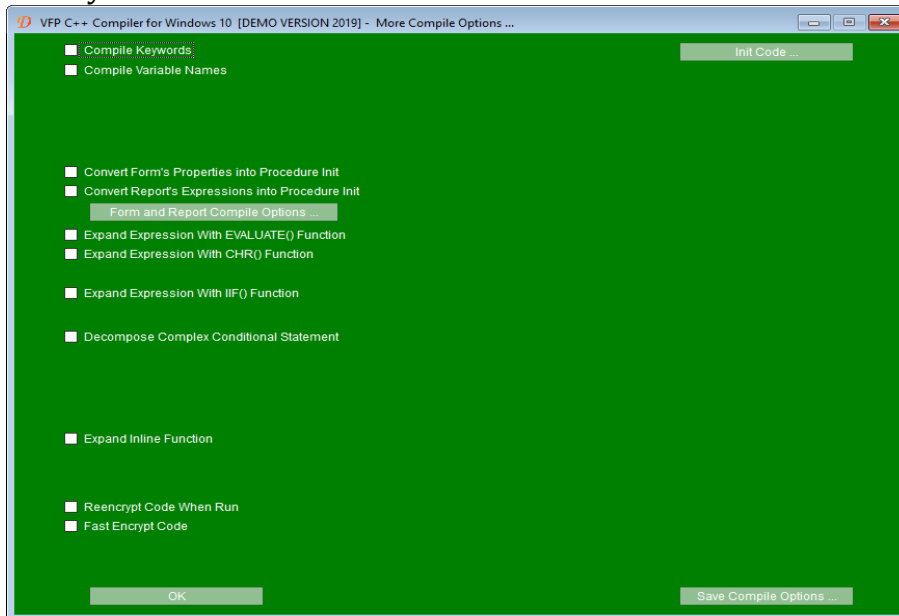 VFP C++ Compiler for Windows 10 [DEMO VERSION 2019] - More Compile Options ...
Compile Keywords
Init Code ...
Compile Variable Names
Convert Form's Properties into Procedure Init
Convert Report's Expressions into Procedure Init
Form and Report Compile Options ...
Expand Expression With EVALUATE() Function
Expand Expression With CHR() Function
Expand Expression With IIF() Function
Decompose Complex Conditional Statement
Expand Inline Function
Reencrypt Code When Run
Fast Encrypt Code
OK
Save Compile Options ...